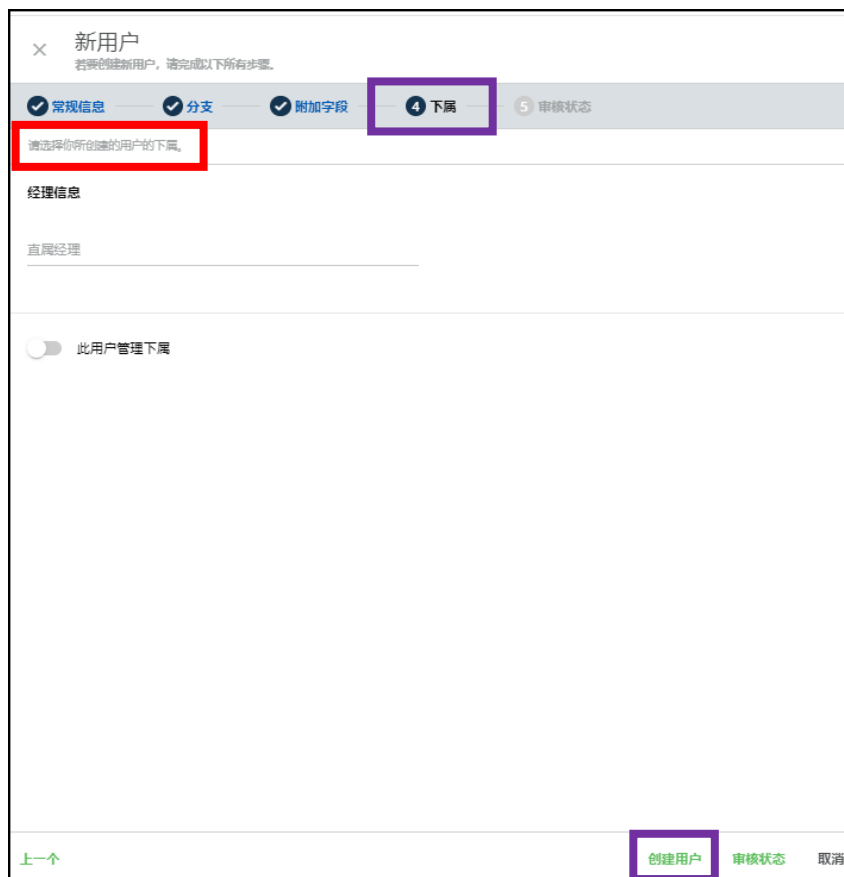 新用户
若要创建新用户，请完成以下所有步骤。
常规信息 分支 附加字段 4 下属 5 审核状态
请选择你所创建的用户的下属。
经理信息
直属经理
此用户管理下属
上一个 创建用户 审核状态 取消